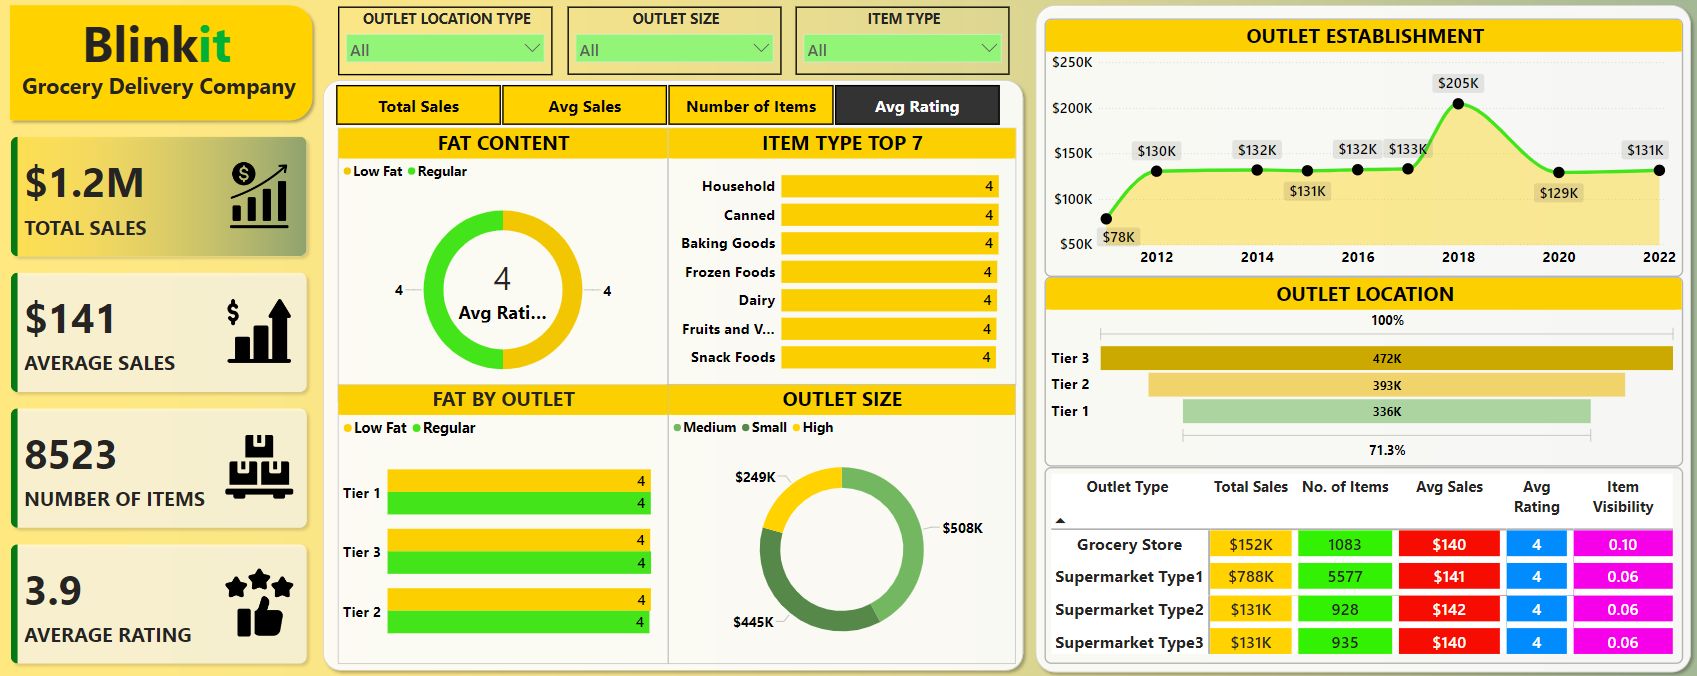 Blinkit
Grocery Delivery Company
$1.2M
TOTAL SALES
$141
AVERAGE SALES
8523
NUMBER OF ITEMS
3.9
AVERAGE RATING
OUTLET LOCATION TYPE
All
OUTLET SIZE
All
ITEM TYPE
All
Total Sales
Avg Sales
Number of Items
Avg Rating
FAT CONTENT
Low Fat Regular
4
4
Avg Rati...
4
ITEM TYPE TOP 7
Household 4
Canned 4
Baking Goods 4
Frozen Foods 4
Dairy 4
Fruits and V... 4
Snack Foods 4
FAT BY OUTLET
Low Fat Regular
Tier 1 4
4
Tier 3 4
4
Tier 2 4
4
OUTLET SIZE
Medium Small High
$249K
$508K
$445K
OUTLET ESTABLISHMENT
$250K
$200K
$150K
$100K
$50K
$78K
$130K
$132K
$131K
$132K
$133K
$205K
$129K
$131K
2012 2014 2016 2018 2020 2022
OUTLET LOCATION
100%
Tier 3 472K
Tier 2 393K
Tier 1 336K
71.3%
Outlet Type Total Sales No. of Items Avg Sales Avg Rating Item Visibility
Grocery Store $152K 1083 $140 4 0.10
Supermarket Type1 $788K 5577 $141 4 0.06
Supermarket Type2 $131K 928 $142 4 0.06
Supermarket Type3 $131K 935 $140 4 0.06